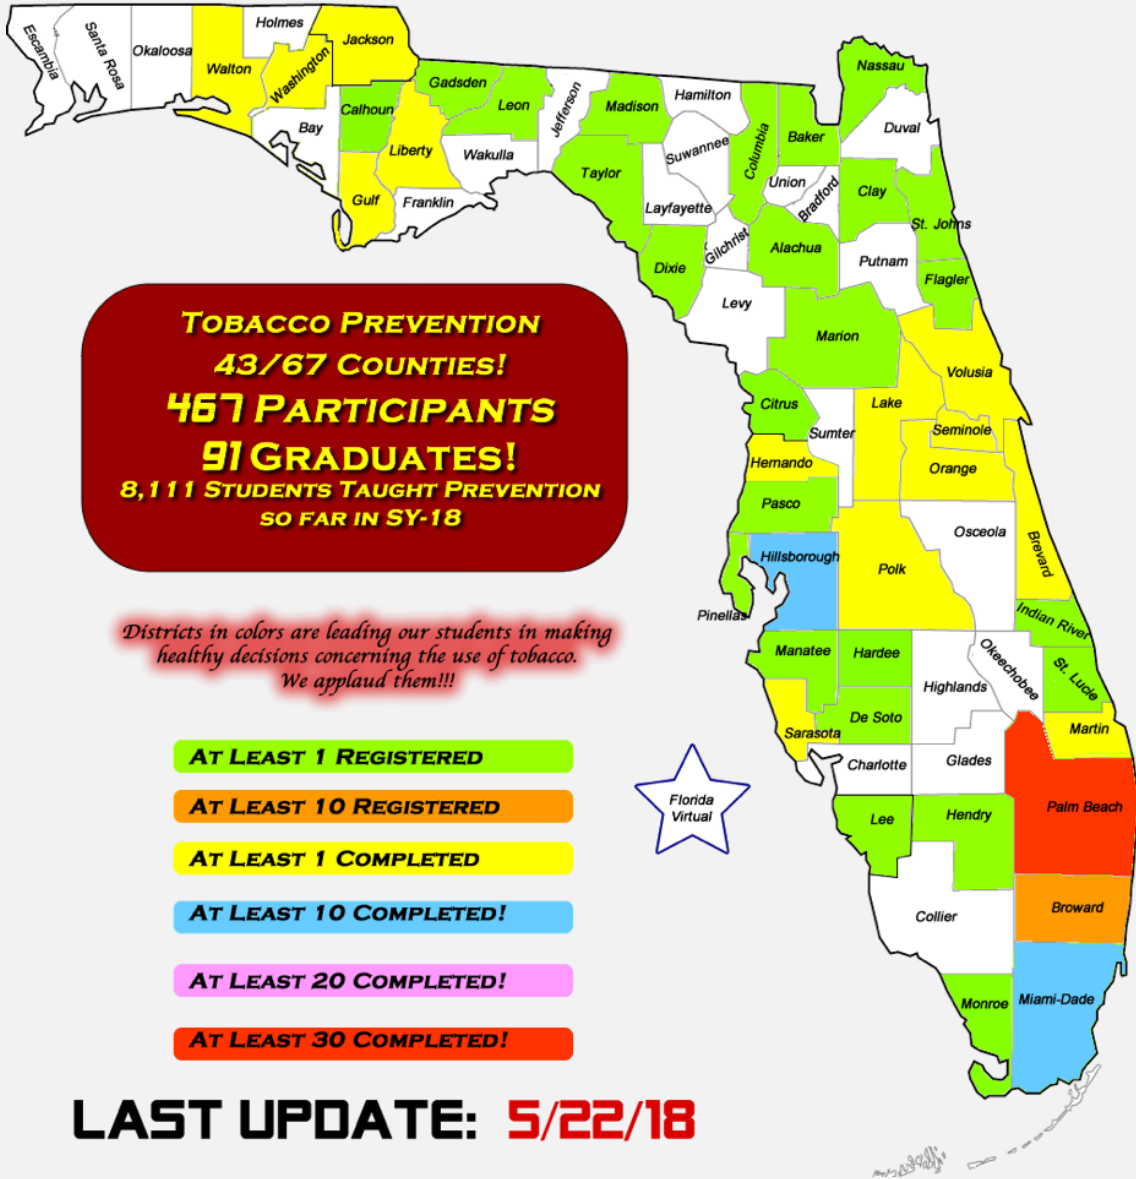 Escambia
Santa Rosa
Okaloosa
Walton
Holmes
Washington
Jackson
Bay
Calhoun
Gulf
Liberty
Gadsden
Franklin
Leon
Wakulla
Jefferson
Madison
Taylor
Hamilton
Suwannee
Layfayette
Dixie
Columbia
Gilchrist
Baker
Union
Bradford
Alachua
Levy
Nassau
Duval
Clay
St. Johns
Putnam
Flagler
Marion
Volusia
Citrus
Sumter
Lake
Seminole
Orange
Hernando
Pasco
Pinellas
Hillsborough
Polk
Osceola
Brevard
Indian River
Manatee
Hardee
Highlands
Okeechobee
St. Lucie
Sarasota
De Soto
Martin
Charlotte
Glades
Palm Beach
Lee
Hendry
Collier
Broward
Monroe
Miami-Dade
Tobacco Prevention
43/67 Counties!
467 Participants
91 Graduates!
8,111 Students Taught Prevention
so far in SY-18
Districts in colors are leading our students in making
healthy decisions concerning the use of tobacco.
We applaud them!!!
At Least 1 Registered
At Least 10 Registered
At Least 1 Completed
At Least 10 Completed!
At Least 20 Completed!
At Least 30 Completed!
Florida
Virtual
LAST UPDATE: 5/22/18